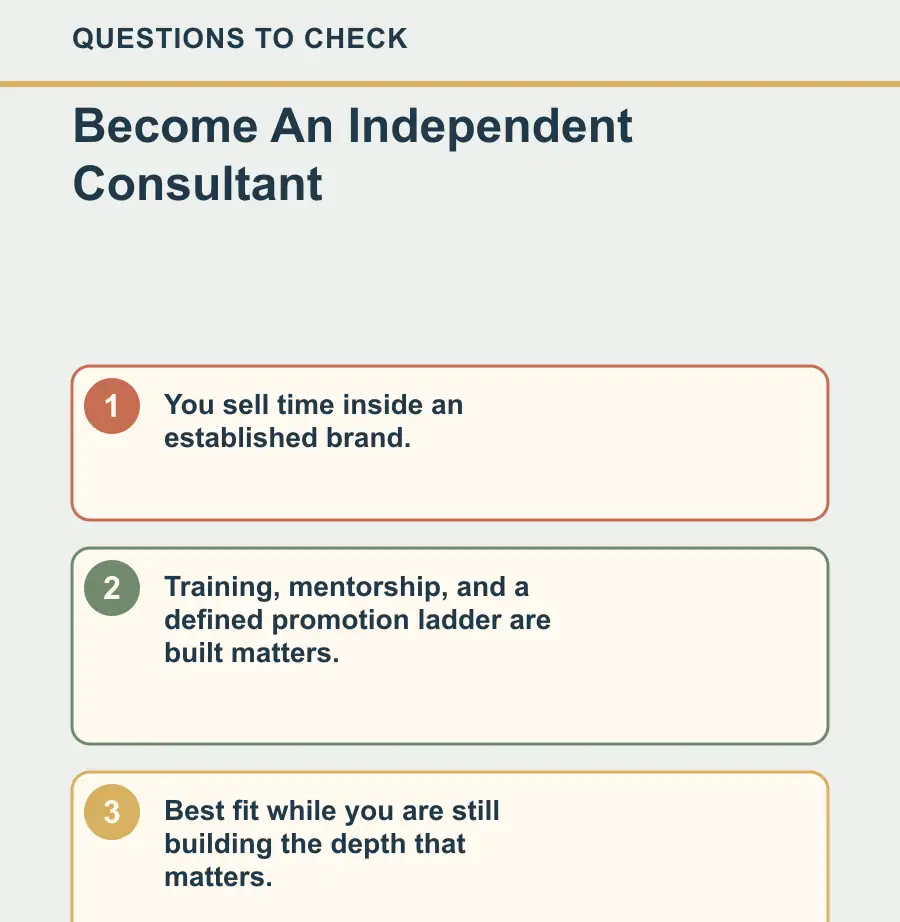 QUESTIONS TO CHECK
Become An Independent
Consultant
1
You sell time inside an
established brand.
2
Training, mentorship, and a
defined promotion ladder are
built matters.
3
Best fit while you are still
building the depth that
matters.